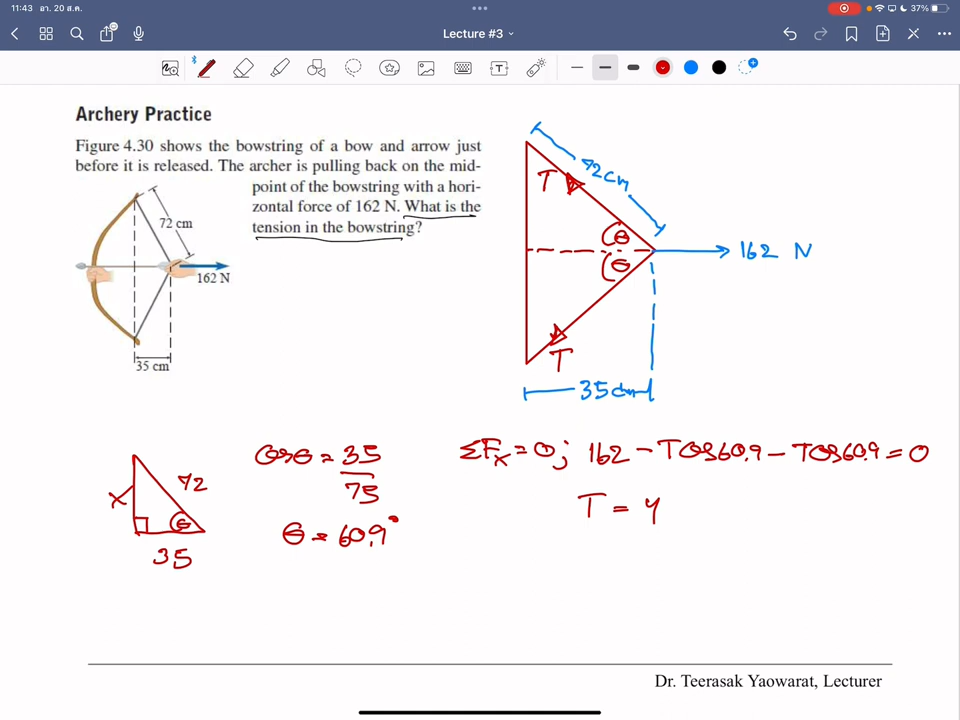 11:43 อา. 20 ส.ค.
37%
Lecture #3
Archery Practice
Figure 4.30 shows the bowstring of a bow and arrow just
before it is released. The archer is pulling back on the mid-
point of the bowstring with a hori-
zontal force of 162 N. What is the
tension in the bowstring?
72 cm
162 N
35 cm
72cm
T
θ
θ
162 N
T
35cm
cosθ = 35
75
θ = 60.9°
x
72
θ
35
ΣFx = 0; 162 - Tcos60.9 - Tcos60.9 = 0
T = 4
Dr. Teerasak Yaowarat, Lecturer